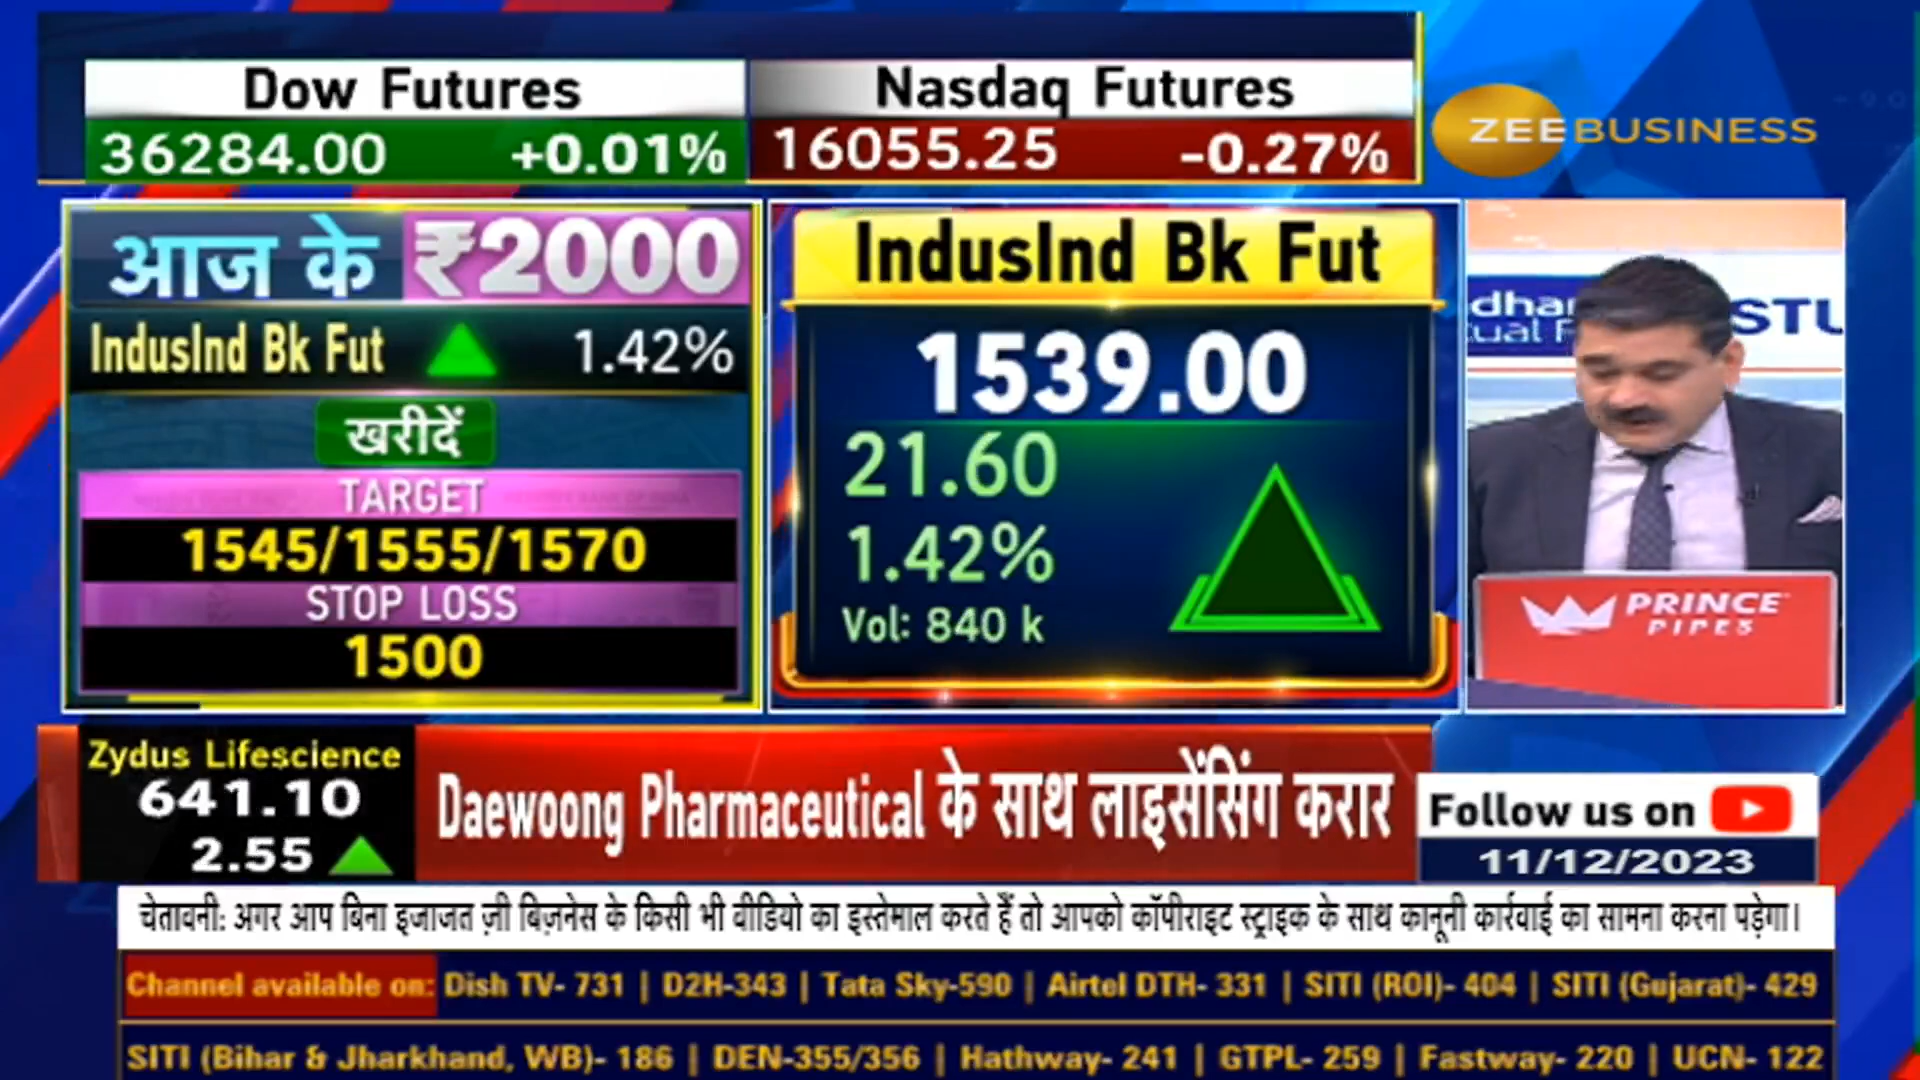 Dow Futures
36284.00 +0.01%
Nasdaq Futures
16055.25 -0.27%
ZEEBUSINESS
आज के ₹2000
IndusInd Bk Fut 1.42%
खरीदें
TARGET
1545/1555/1570
STOP LOSS
1500
IndusInd Bk Fut
1539.00
21.60
1.42%
Vol: 840 k
PRINCE
PIPES
Zydus Lifescience
641.10
2.55
Daewoong Pharmaceutical के साथ लाइसेंसिंग करार
Follow us on
11/12/2023
चेतावनी: अगर आप बिना इजाजत ज़ी बिज़नेस के किसी भी वीडियो का इस्तेमाल करते हैं तो आपको कॉपीराइट स्ट्राइक के साथ कानूनी कार्रवाई का सामना करना पड़ेगा।
Channel available on: Dish TV- 731 | D2H-343 | Tata Sky-590 | Airtel DTH- 331 | SITI (ROI)- 404 | SITI (Gujarat)- 429
SITI (Bihar & Jharkhand, WB)- 186 | DEN-355/356 | Hathway- 241 | GTPL- 259 | Fastway- 220 | UCN- 122